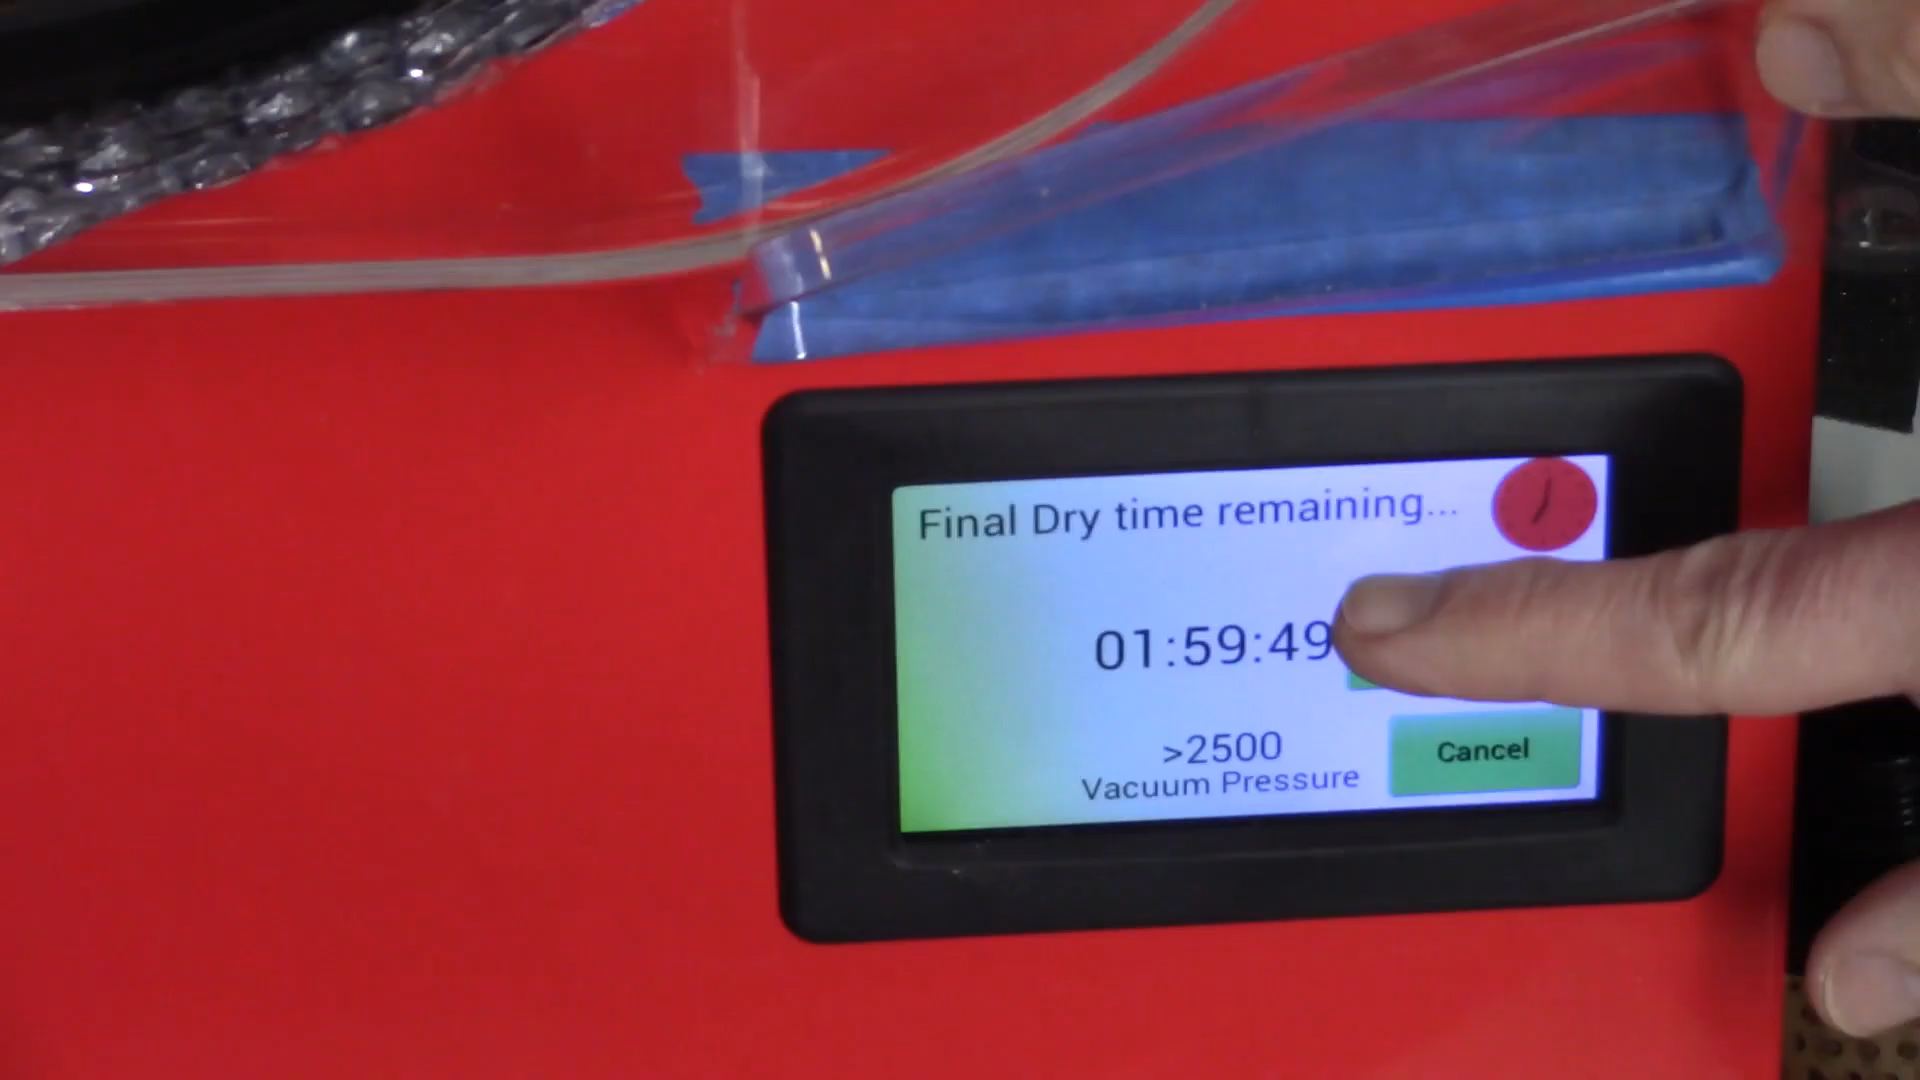 Final Dry time remaining...
01:59:49
>2500
Vacuum Pressure
Cancel